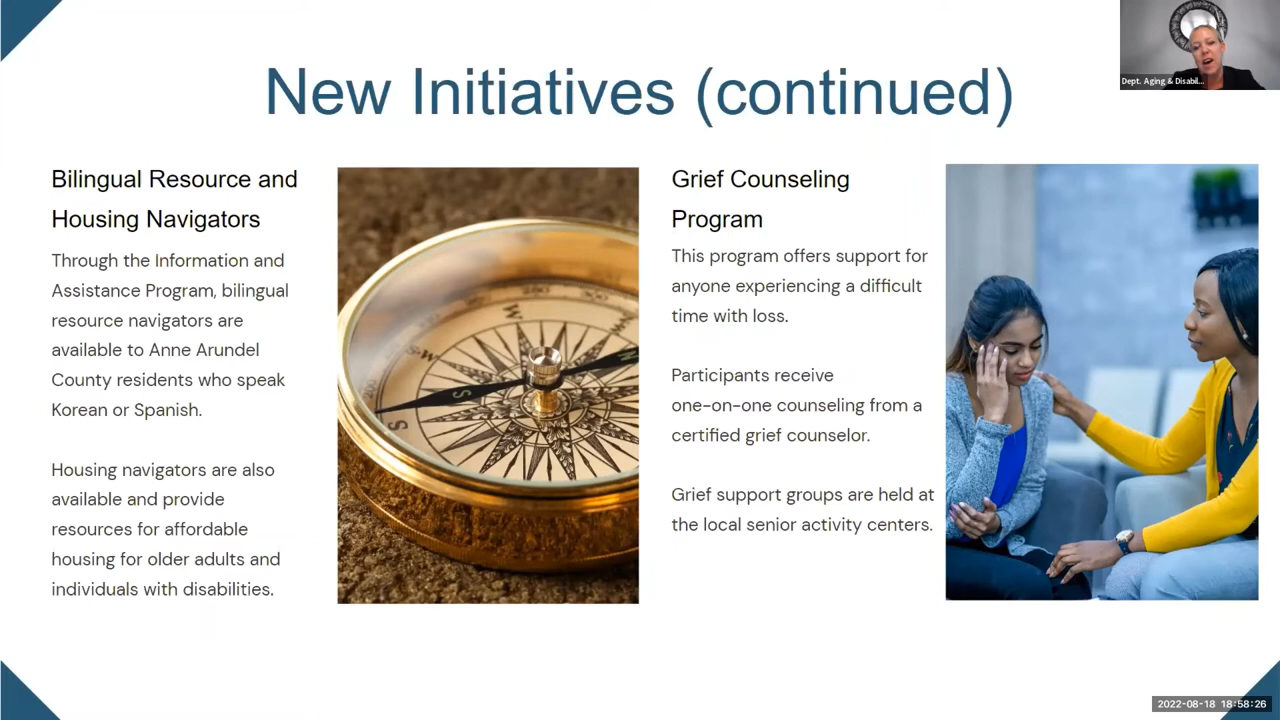 New Initiatives (continued)
Dept. Aging & Disabil...
Bilingual Resource and
Housing Navigators
Through the Information and
Assistance Program, bilingual
resource navigators are
available to Anne Arundel
County residents who speak
Korean or Spanish.
Housing navigators are also
available and provide
resources for affordable
housing for older adults and
individuals with disabilities.
W
S-W
S
N
Grief Counseling
Program
This program offers support for
anyone experiencing a difficult
time with loss.
Participants receive
one-on-one counseling from a
certified grief counselor.
Grief support groups are held at
the local senior activity centers.
2022-08-18 18:58:26